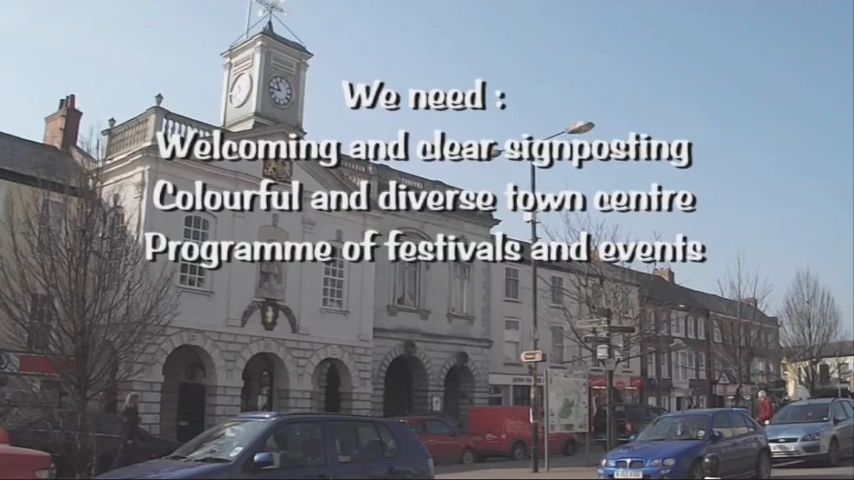 We need :
Welcoming and clear signposting
Colourful and diverse town centre
Programme of festivals and events